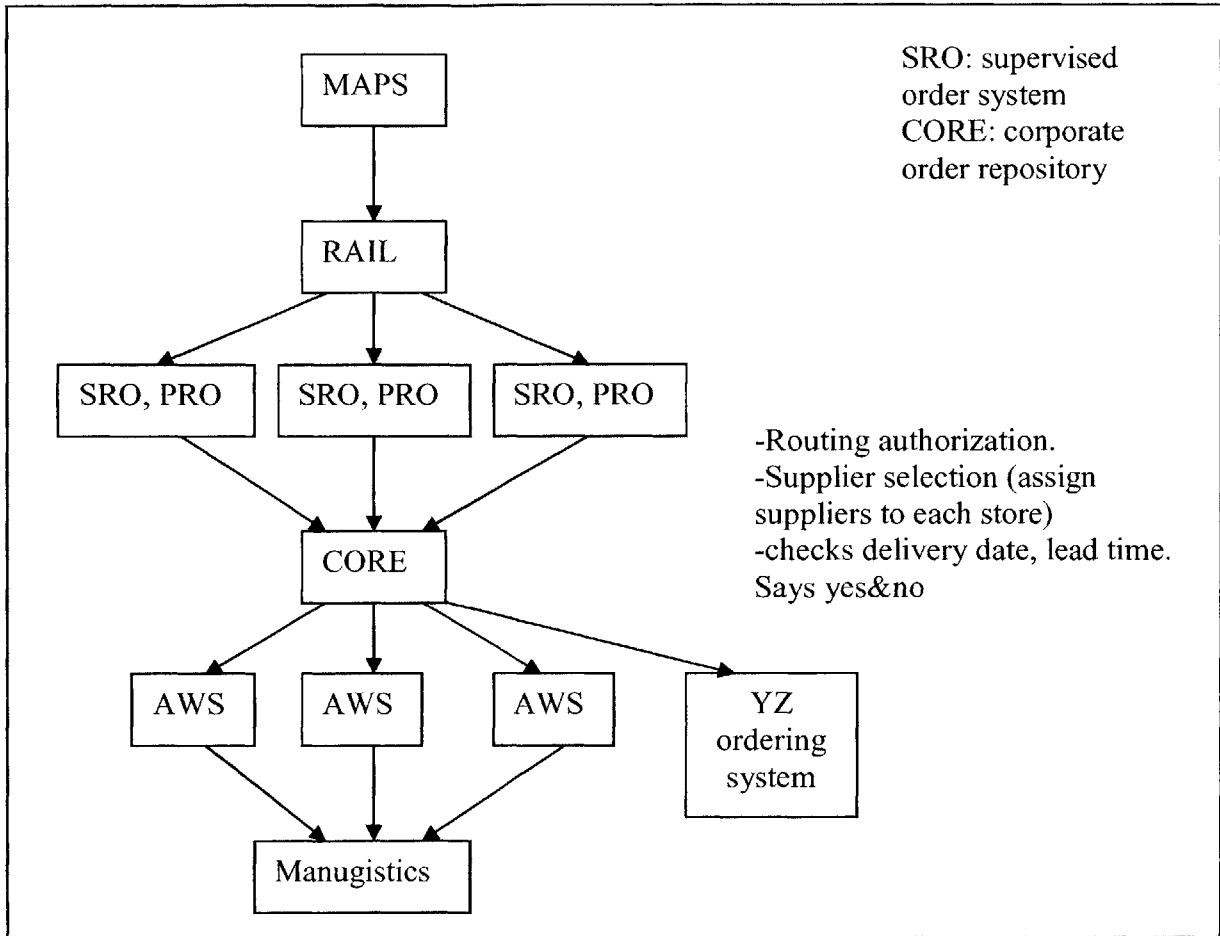 MAPS
SRO: supervised
order system
CORE: corporate
order repository
RAIL
SRO, PRO
SRO, PRO
SRO, PRO
-Routing authorization.
-Supplier selection (assign
suppliers to each store)
-checks delivery date, lead time.
Says yes&no
CORE
AWS
AWS
AWS
YZ
ordering
system
Manugistics